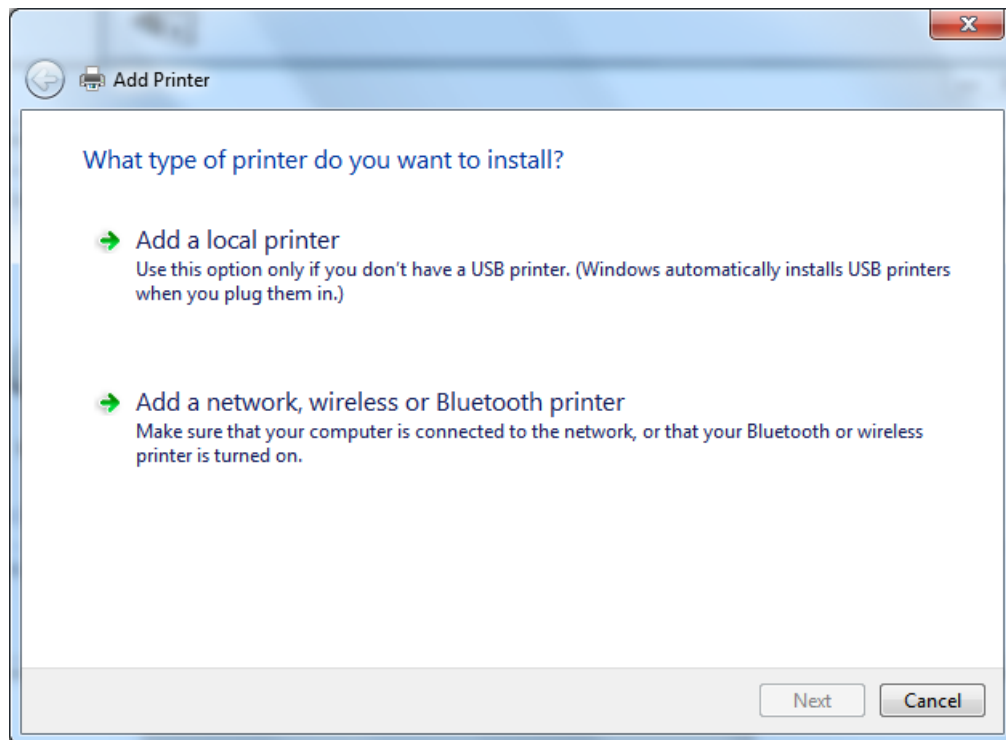 Add Printer
What type of printer do you want to install?
Add a local printer
Use this option only if you don't have a USB printer. (Windows automatically installs USB printers
when you plug them in.)
Add a network, wireless or Bluetooth printer
Make sure that your computer is connected to the network, or that your Bluetooth or wireless
printer is turned on.
Next
Cancel